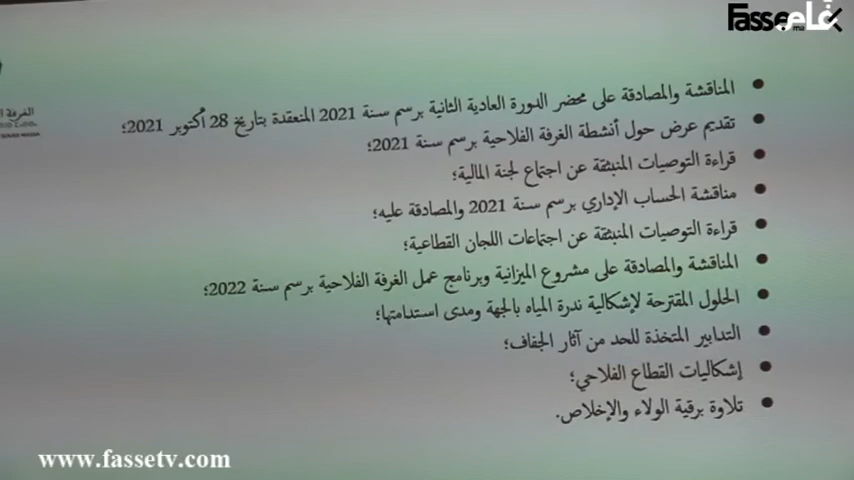 Fasse
.ma
الغرفة
المناقشة والمصادقة على محضر الدورة العادية الثانية برسم سنة 2021 المنعقدة بتاريخ 28 أكتوبر 2021؛
تقديم عرض حول أنشطة الغرفة الفلاحية برسم سنة 2021؛
قراءة التوصيات المنبثقة عن اجتماع لجنة المالية؛
مناقشة الحساب الإداري برسم سنة 2021 والمصادقة عليه؛
قراءة التوصيات المنبثقة عن اجتماعات اللجان القطاعية؛
المناقشة والمصادقة على مشروع الميزانية وبرنامج عمل الغرفة الفلاحية برسم سنة 2022؛
الحلول المقترحة لإشكالية ندرة المياه بالجهة ومدى استدامتها؛
التدابير المتخذة للحد من آثار الجفاف؛
إشكاليات القطاع الفلاحي؛
تلاوة برقية الولاء والإخلاص.
www.fassetv.com